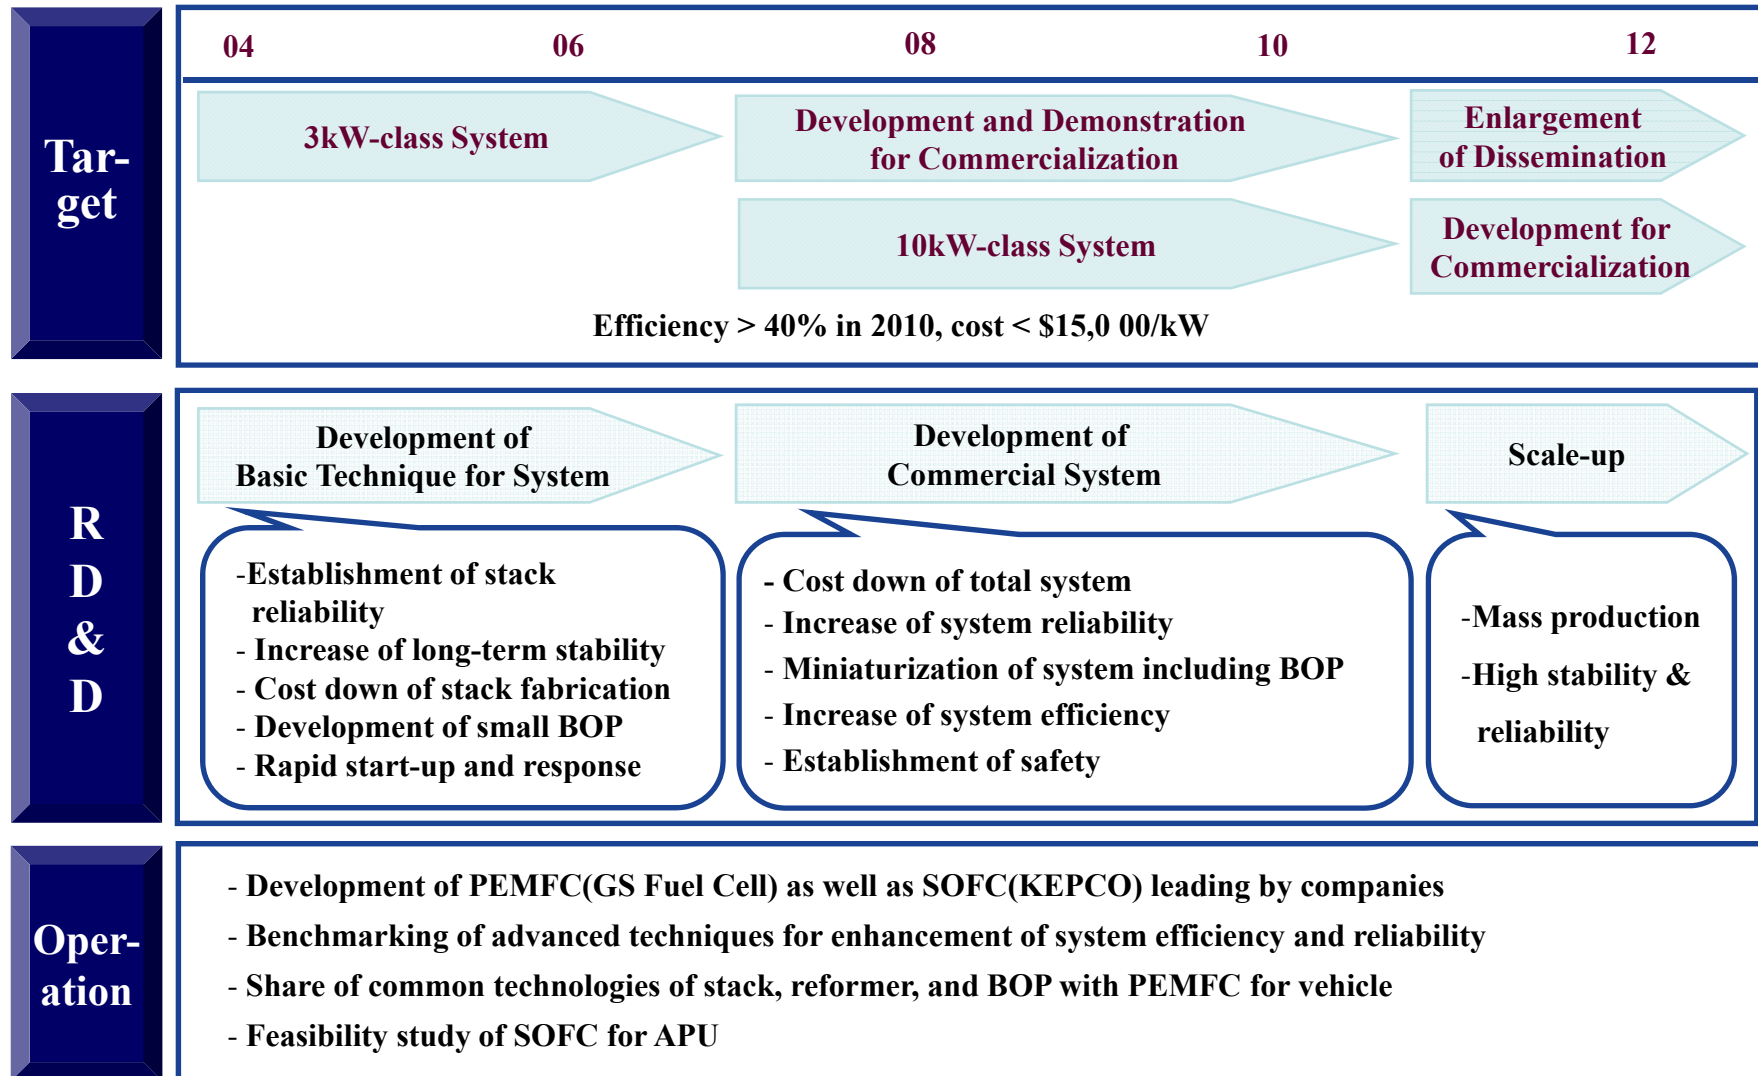 Tar-
get
04 06 08 10 12
3kW-class System
Development and Demonstration
for Commercialization
Enlargement
of Dissemination
10kW-class System
Development for
Commercialization
Efficiency > 40% in 2010, cost < $15,0 00/kW
R
D
&
D
Development of
Basic Technique for System
Development of
Commercial System
Scale-up
-Establishment of stack
reliability
- Increase of long-term stability
- Cost down of stack fabrication
- Development of small BOP
- Rapid start-up and response
- Cost down of total system
- Increase of system reliability
- Miniaturization of system including BOP
- Increase of system efficiency
- Establishment of safety
-Mass production
-High stability &
reliability
Oper-
ation
- Development of PEMFC(GS Fuel Cell) as well as SOFC(KEPCO) leading by companies
- Benchmarking of advanced techniques for enhancement of system efficiency and reliability
- Share of common technologies of stack, reformer, and BOP with PEMFC for vehicle
- Feasibility study of SOFC for APU